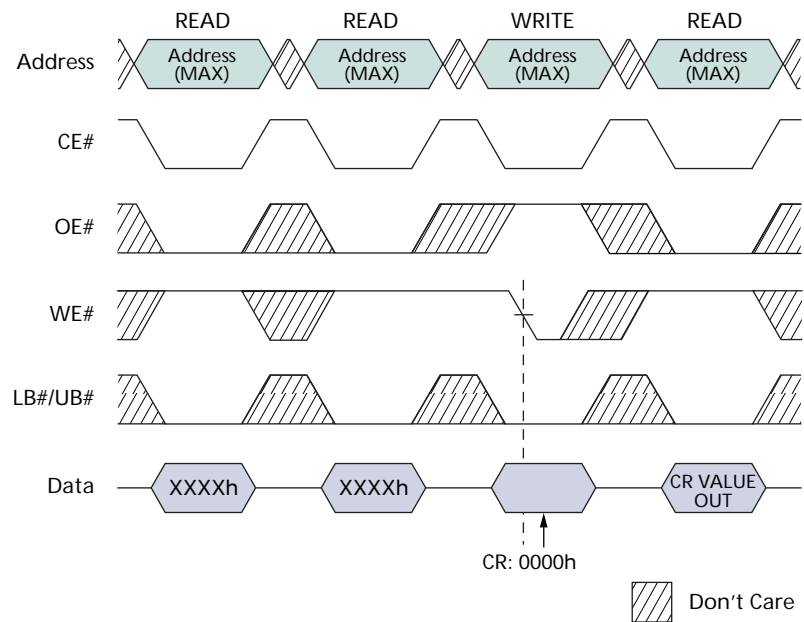 READ READ WRITE READ
Address
Address
(MAX)
Address
(MAX)
Address
(MAX)
Address
(MAX)
CE#
OE#
WE#
LB#/UB#
Data
XXXXh
XXXXh
CR VALUE
OUT
CR: 0000h
Don't Care